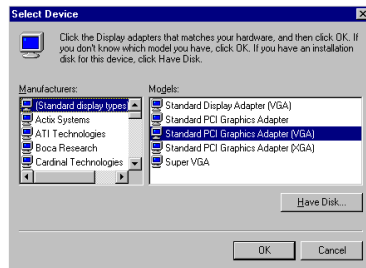 Select Device
Click the Display adapters that matches your hardware, and then click OK. If
you don't know which model you have, click OK. If you have an installation
disk for this device, click Have Disk.
Manufacturers:
(Standard display types)
Actix Systems
ATI Technologies
Boca Research
Cardinal Technologies
Models:
Standard Display Adapter (VGA)
Standard PCI Graphics Adapter
Standard PCI Graphics Adapter (VGA)
Standard PCI Graphics Adapter (XGA)
Super VGA
Have Disk...
OK
Cancel